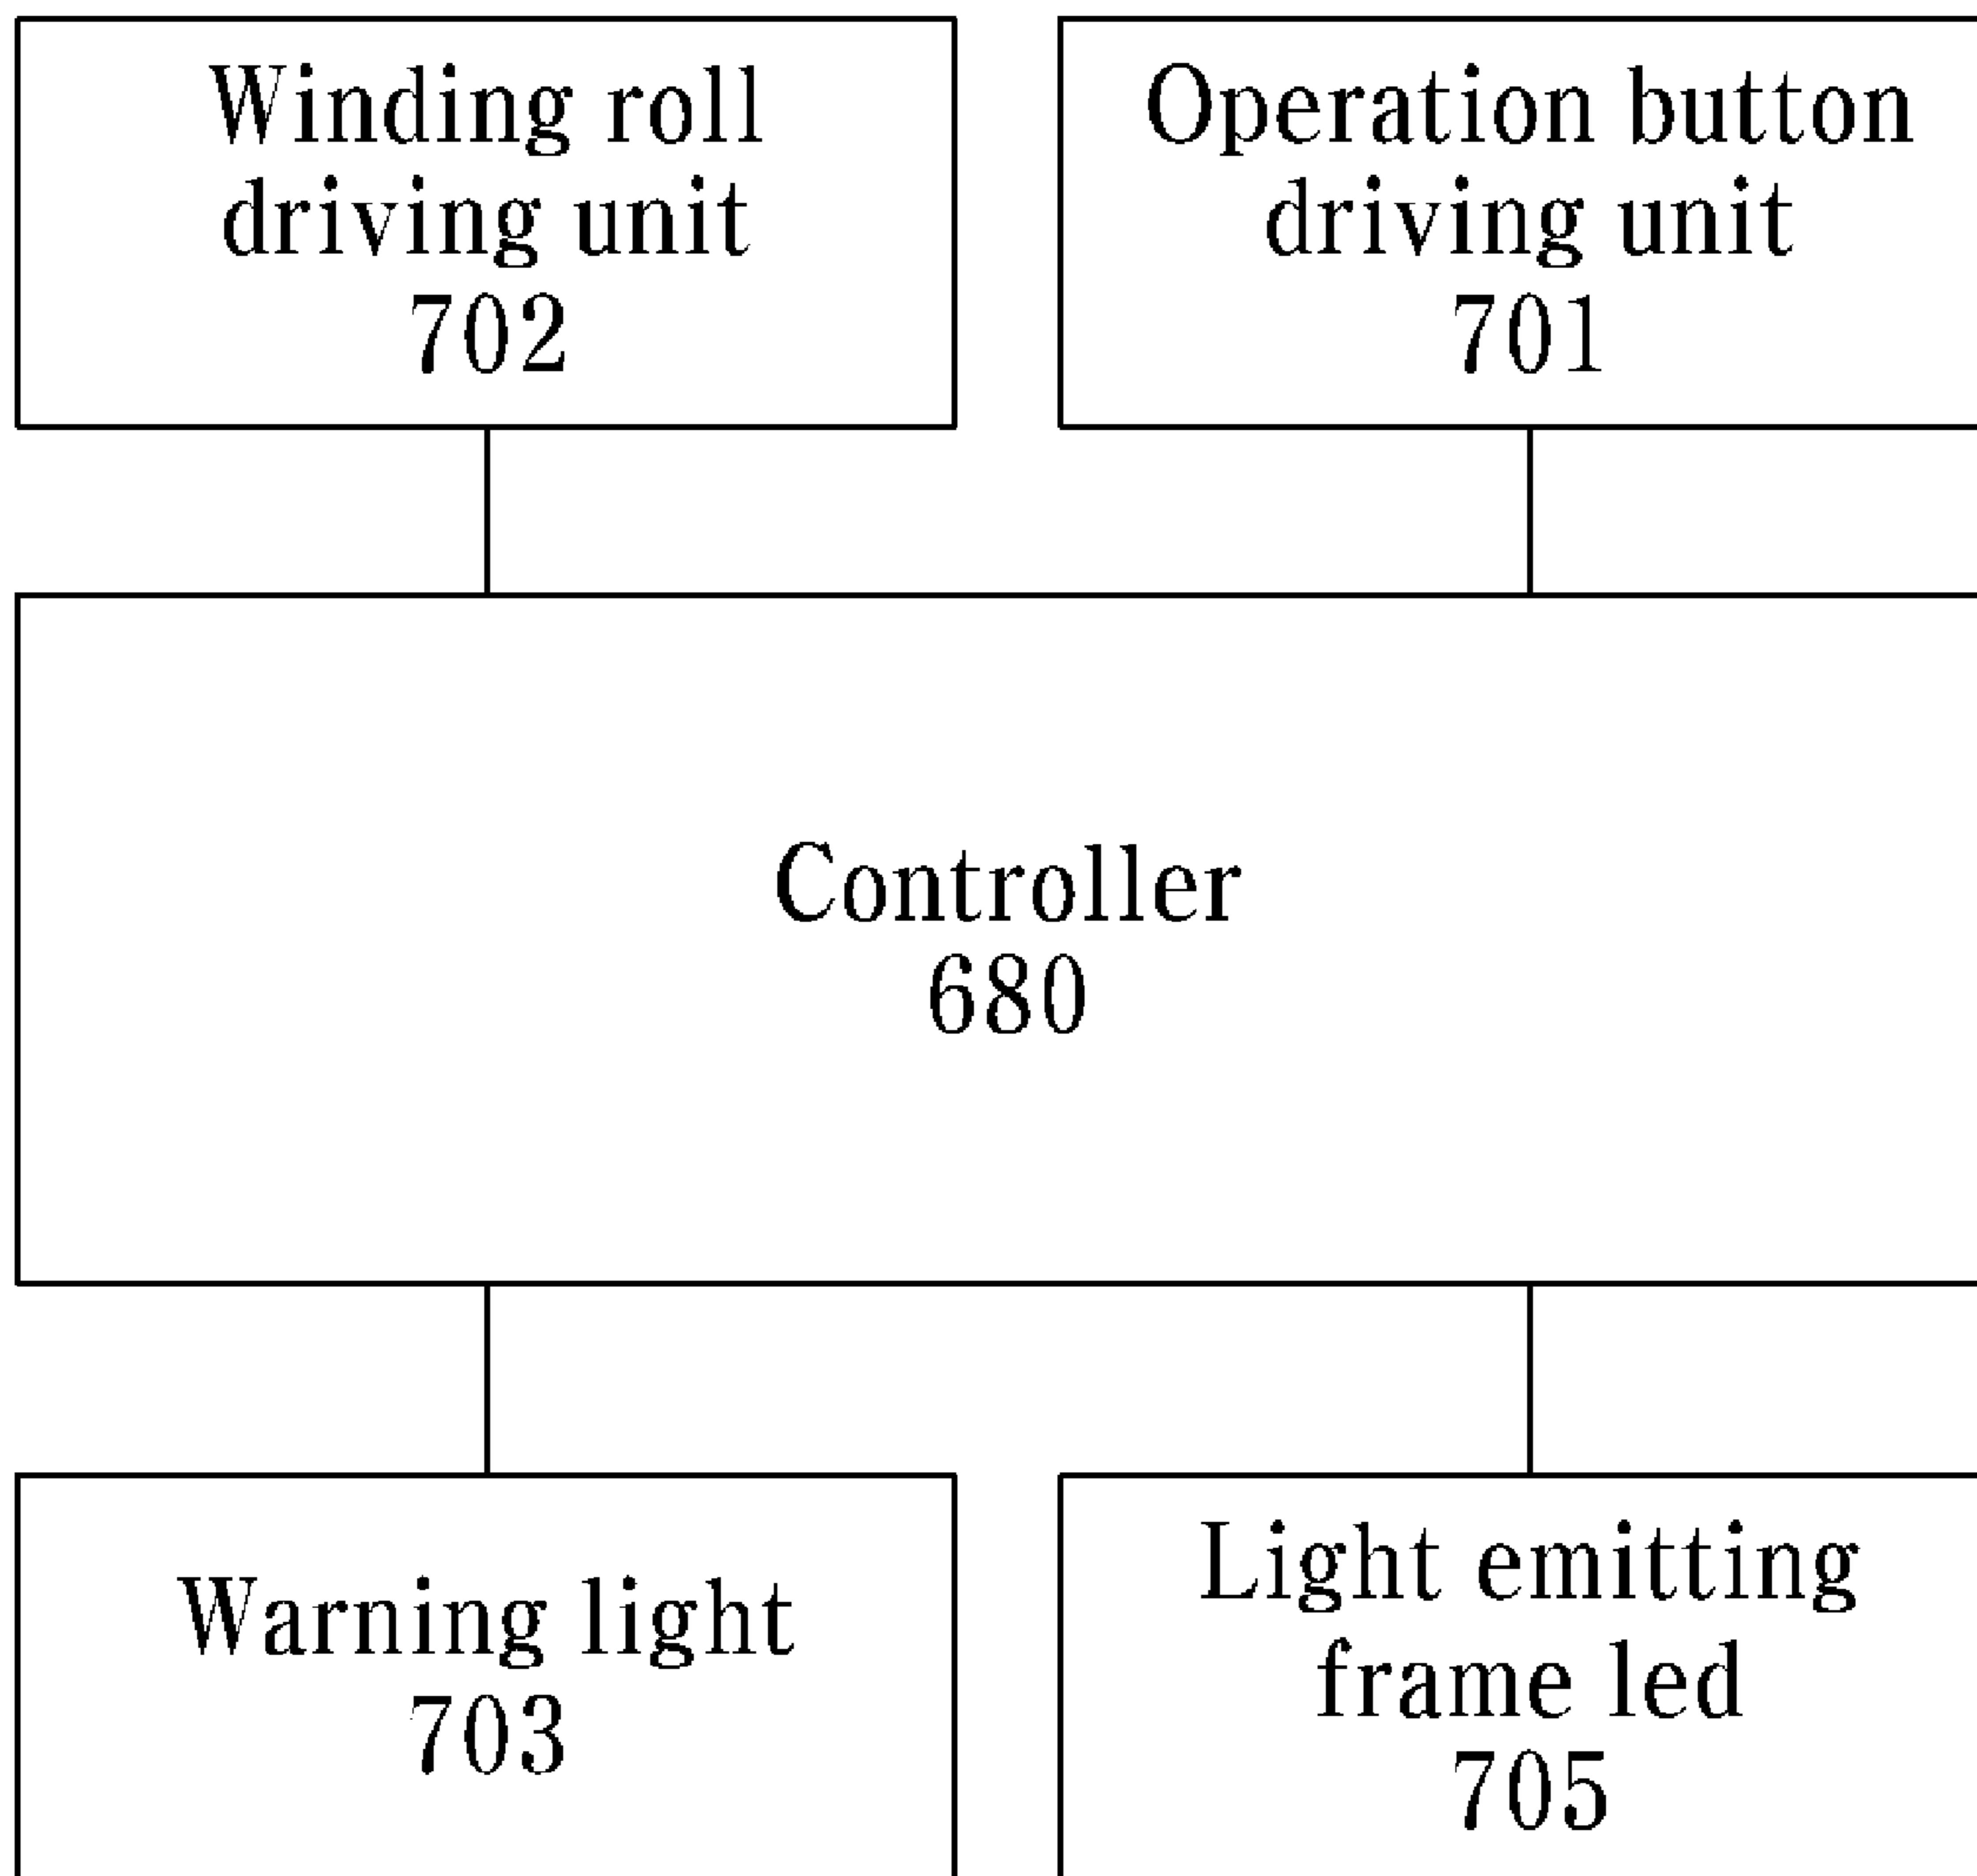 Winding roll
driving unit
702
Operation button
driving unit
701
Controller
680
Warning light
703
Light emitting
frame led
705